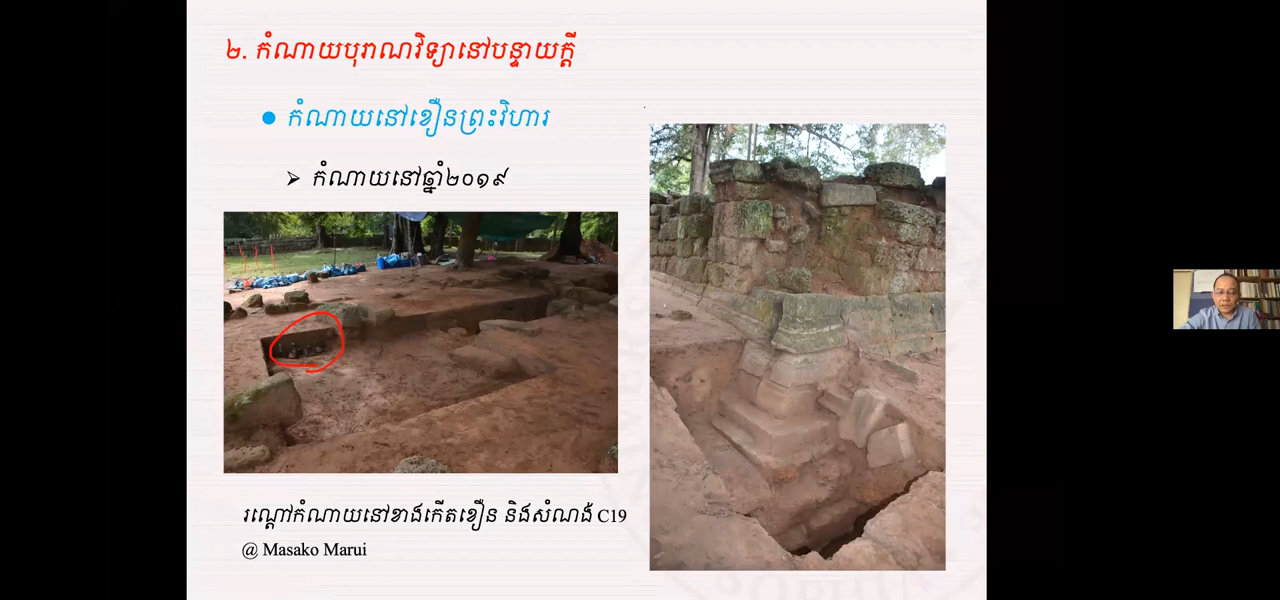 ២. កំណាយបុរាណវិទ្យានៅបន្ទាយក្តី
កំណាយនៅខឿនព្រះវិហារ
កំណាយនៅឆ្នាំ២០១៩
រណ្តៅកំណាយនៅខាងកើតខឿន និងសំណង់ C19
@ Masako Marui